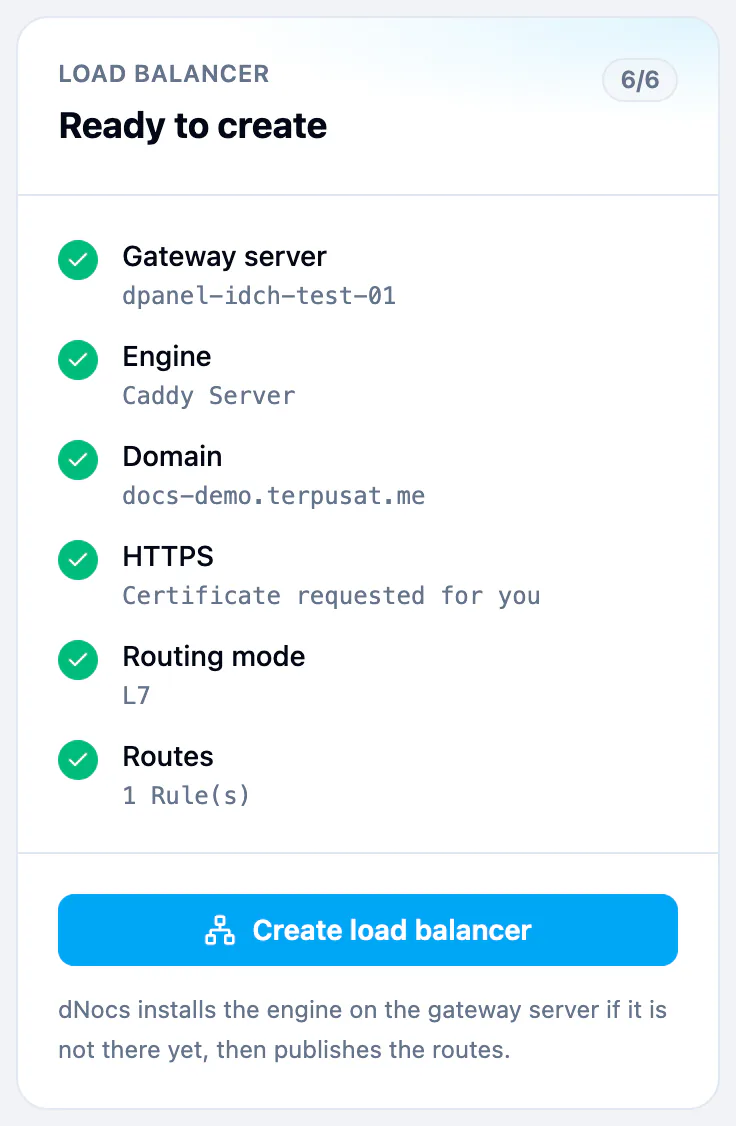 LOAD BALANCER
6/6
Ready to create
Gateway server
dpanel-idch-test-01
Engine
Caddy Server
Domain
docs-demo.terpusat.me
HTTPS
Certificate requested for you
Routing mode
L7
Routes
1 Rule(s)
Create load balancer
dNocs installs the engine on the gateway server if it is
not there yet, then publishes the routes.